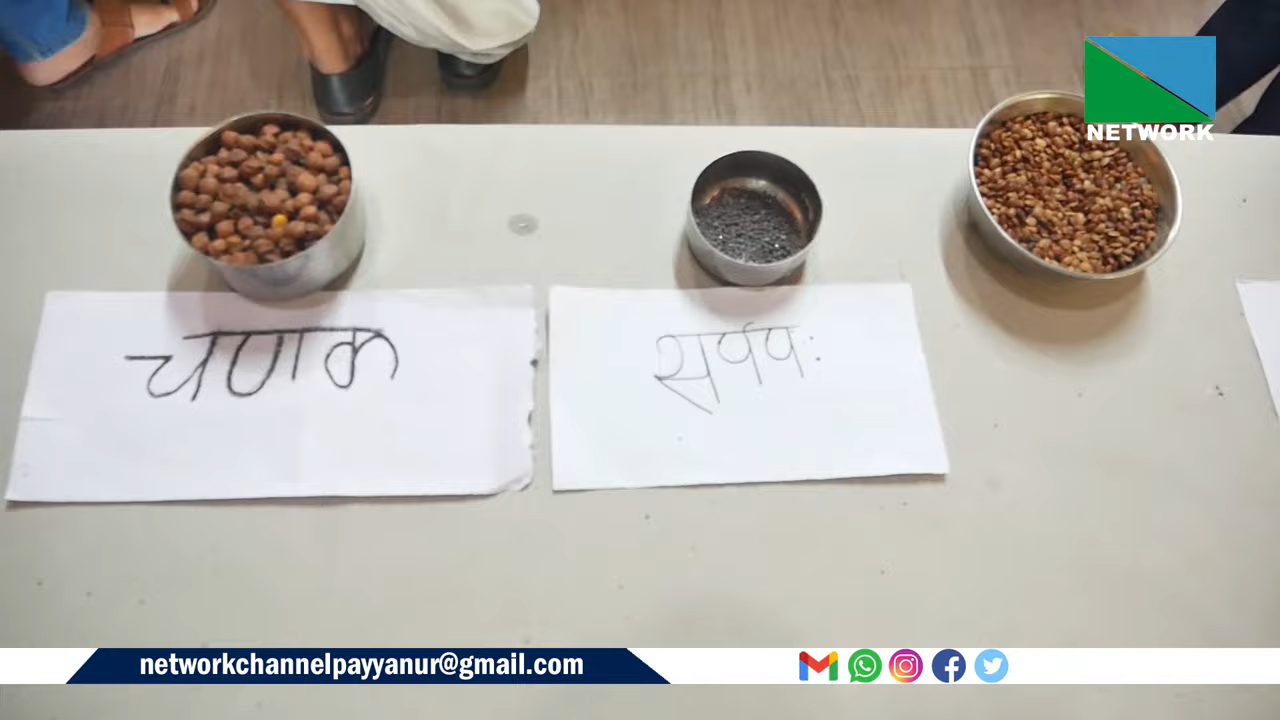 NETWORK
चणक
सर्षपः
networkchannelpayyanur@gmail.com